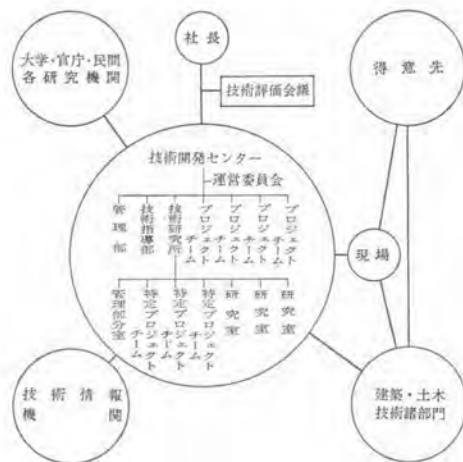 社長
大学・官庁・民間
各研究機関
得意先
技術評価会議
技術開発センター
運営委員会
管理部
技術指導部
技術研究所
プロジェクトチーム
プロジェクトチーム
プロジェクトチーム
プロジェクトチーム
現場
管理部分室
特定プロジェクトチーム
特定プロジェクトチーム
特定プロジェクトチーム
研究室
研究室
研究室
技術情報
機関
建築・土木
技術諸部門